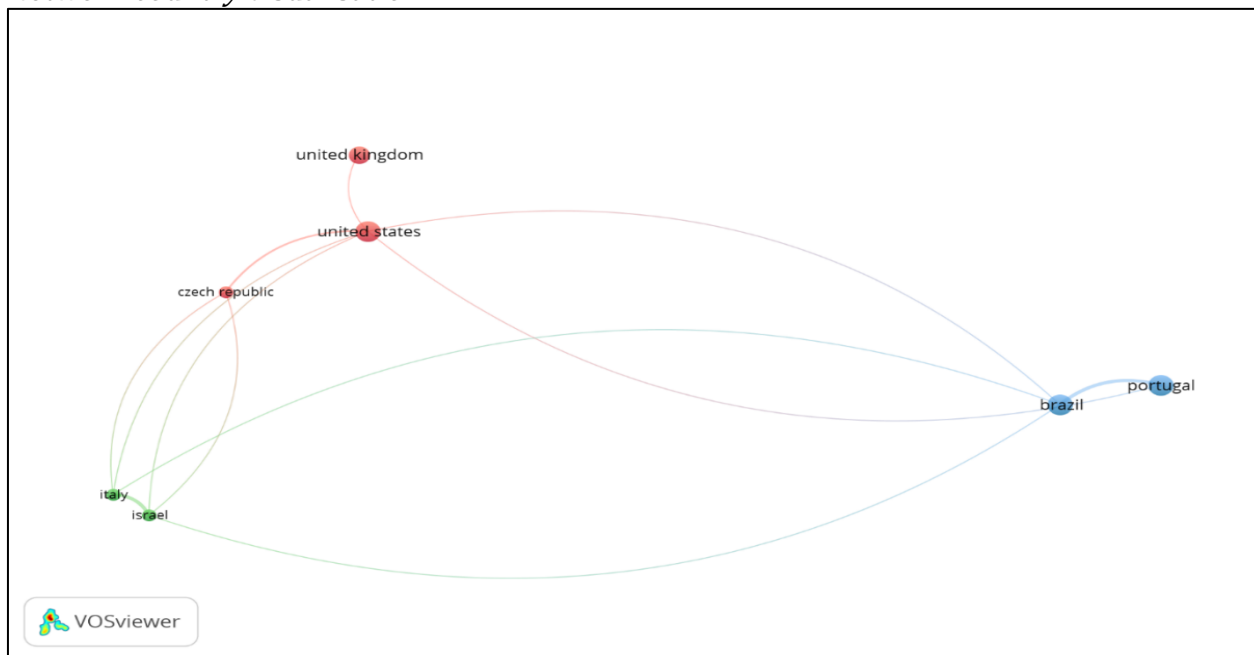 united kingdom
united states
czech republic
portugal
brazil
italy
israel
VOSviewer